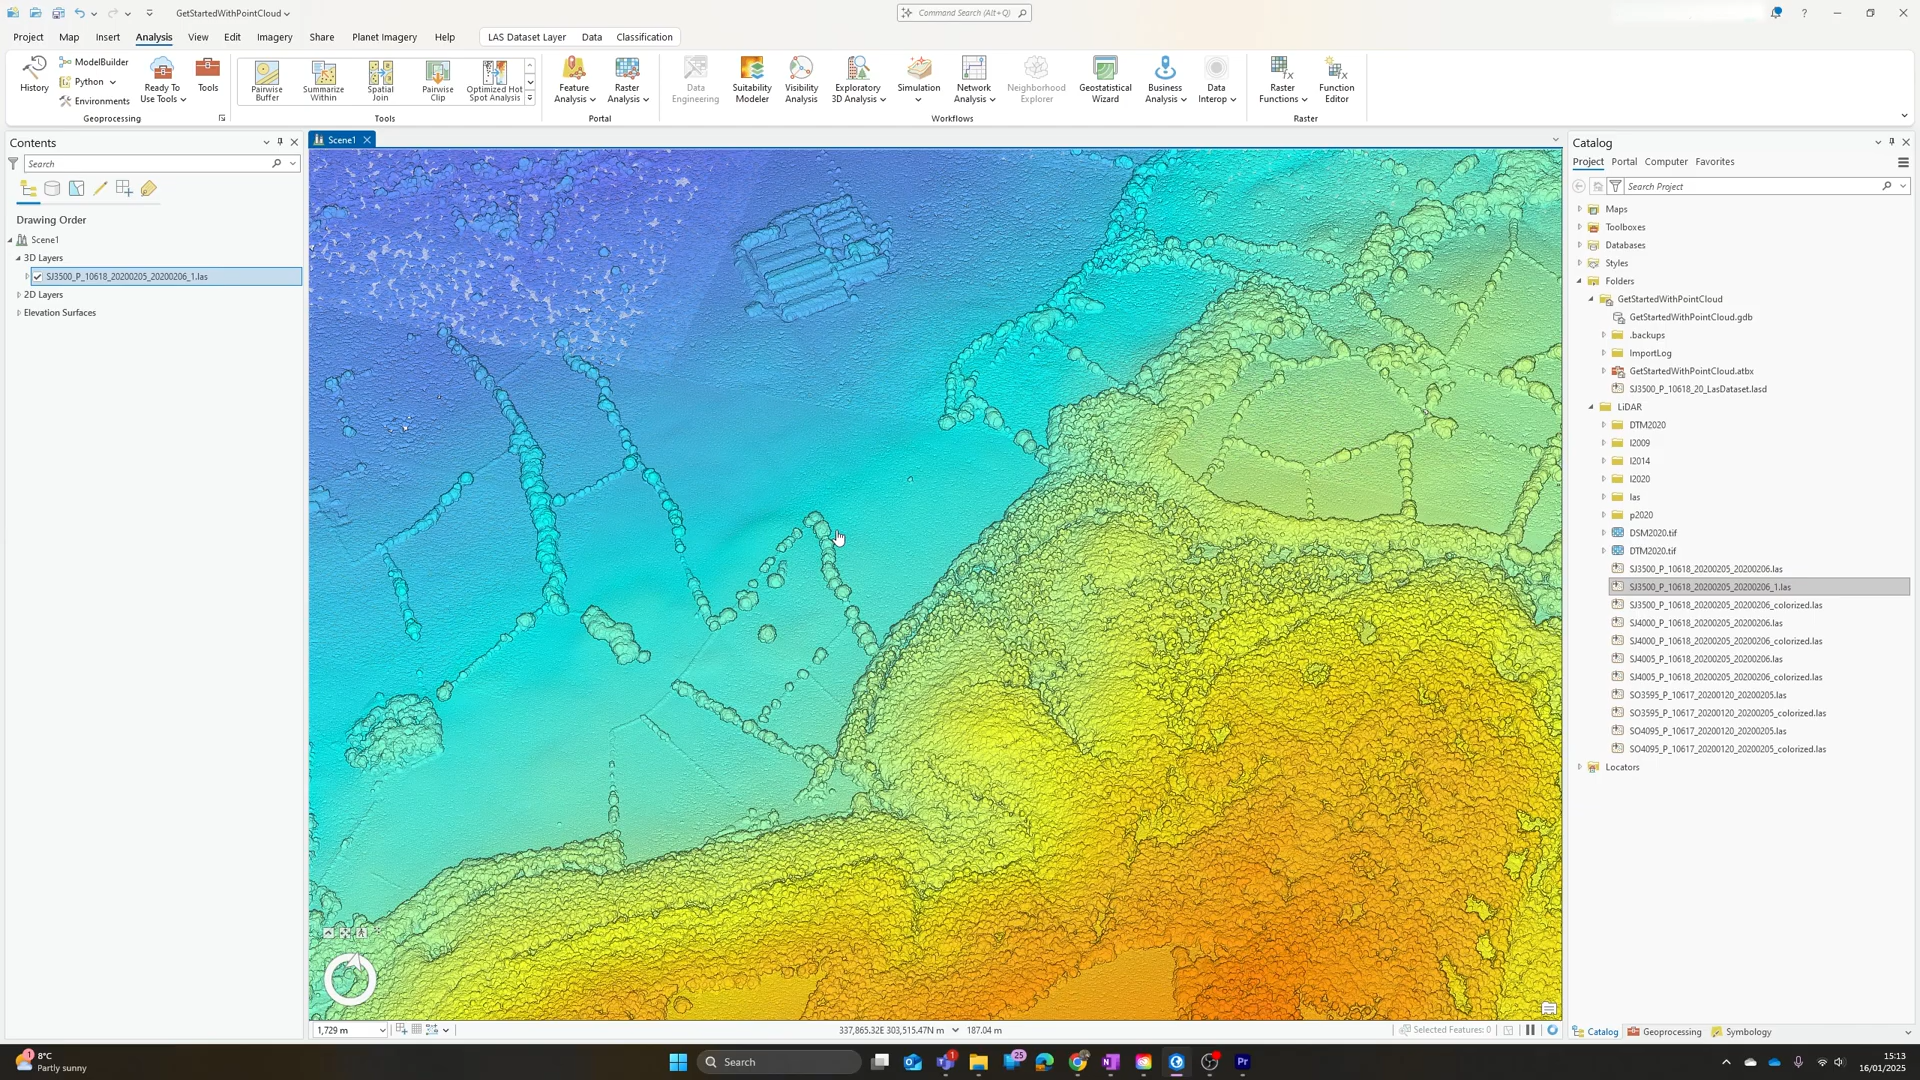 GetStartedWithPointCloud
Command Search (Alt+Q)
Project Map Insert Analysis View Edit Imagery Share Planet Imagery Help LAS Dataset Layer Data Classification
History
ModelBuilder
Python
Environments
Ready To Use Tools
Tools
Geoprocessing
Pairwise Buffer
Summarize Within
Spatial Join
Pairwise Clip
Optimized Hot Spot Analysis
Tools
Feature Analysis
Raster Analysis
Portal
Data Engineering
Suitability Modeler
Visibility Analysis
Exploratory 3D Analysis
Simulation
Network Analysis
Neighborhood Explorer
Geostatistical Wizard
Business Analysis
Data Interop
Workflows
Raster Functions
Function Editor
Raster
Contents
Search
Drawing Order
Scene1
3D Layers
SJ3500_P_10618_20200205_20200206_1.las
2D Layers
Elevation Surfaces
Scene1
1,729 m
337,865.32E 303,515.47N m
187.04 m
Selected Features: 0
Catalog
Project Portal Computer Favorites
Search Project
Maps
Toolboxes
Databases
Styles
Folders
GetStartedWithPointCloud
GetStartedWithPointCloud.gdb
.backups
ImportLog
GetStartedWithPointCloud.atbx
SJ3500_P_10618_20_LasDataset.lasd
LiDAR
DTM2020
l2009
l2014
l2020
las
p2020
DSM2020.tif
DTM2020.tif
SJ3500_P_10618_20200205_20200206.las
SJ3500_P_10618_20200205_20200206_1.las
SJ3500_P_10618_20200205_20200206_colorized.las
SJ4000_P_10618_20200205_20200206.las
SJ4000_P_10618_20200205_20200206_colorized.las
SJ4005_P_10618_20200205_20200206.las
SJ4005_P_10618_20200205_20200206_colorized.las
SO3595_P_10617_20200120_20200205.las
SO3595_P_10617_20200120_20200205_colorized.las
SO4095_P_10617_20200120_20200205.las
SO4095_P_10617_20200120_20200205_colorized.las
Locators
Catalog Geoprocessing Symbology
1
8°C
Partly sunny
Search
1
25
Pr
15:13
16/01/2025